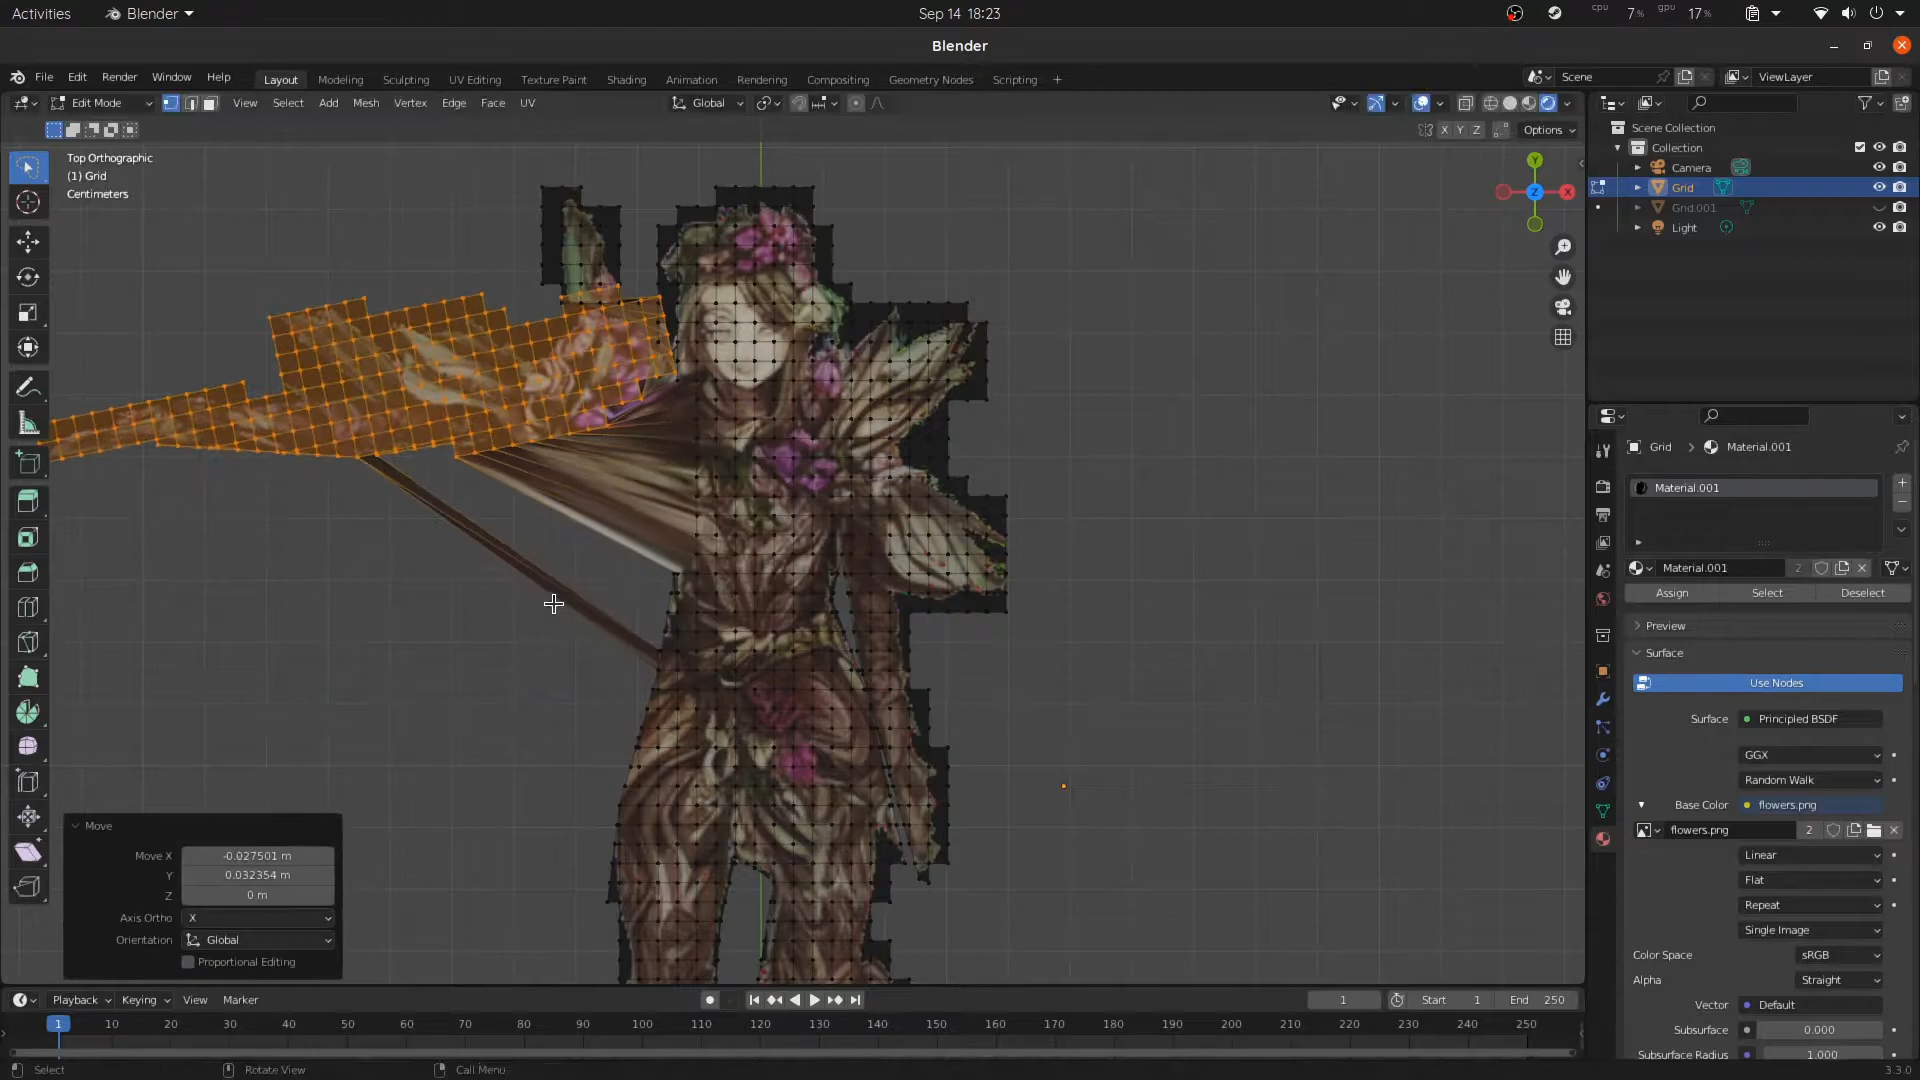 Activities
Blender
Sep 14 18:23
cpu 7% gpu 17%
Blender
File Edit Render Window Help
Layout Modeling Sculpting UV Editing Texture Paint Shading Animation Rendering Compositing Geometry Nodes Scripting +
Scene
ViewLayer
Edit Mode
View Select Add Mesh Vertex Edge Face UV
Global
X Y Z
Options
Top Orthographic
(1) Grid
Centimeters
Y
X
Z
Scene Collection
Collection
Camera
Grid
Grid.001
Light
Grid > Material.001
Material.001
Material.001 2
Assign Select Deselect
Preview
Surface
Use Nodes
Surface Principled BSDF
GGX
Random Walk
Base Color flowers.png
flowers.png 2
Linear
Flat
Repeat
Single Image
Color Space sRGB
Alpha Straight
Vector Default
Subsurface 0.000
Subsurface Radius 1.000
Move
Move X -0.027501 m
Y 0.032354 m
Z 0 m
Axis Ortho X
Orientation Global
Proportional Editing
Playback Keying View Marker
1 Start 1 End 250
1 10 20 30 40 50 60 70 80 90 100 110 120 130 140 150 160 170 180 190 200 210 220 230 240 250
Select Rotate View Call Menu
3.3.0